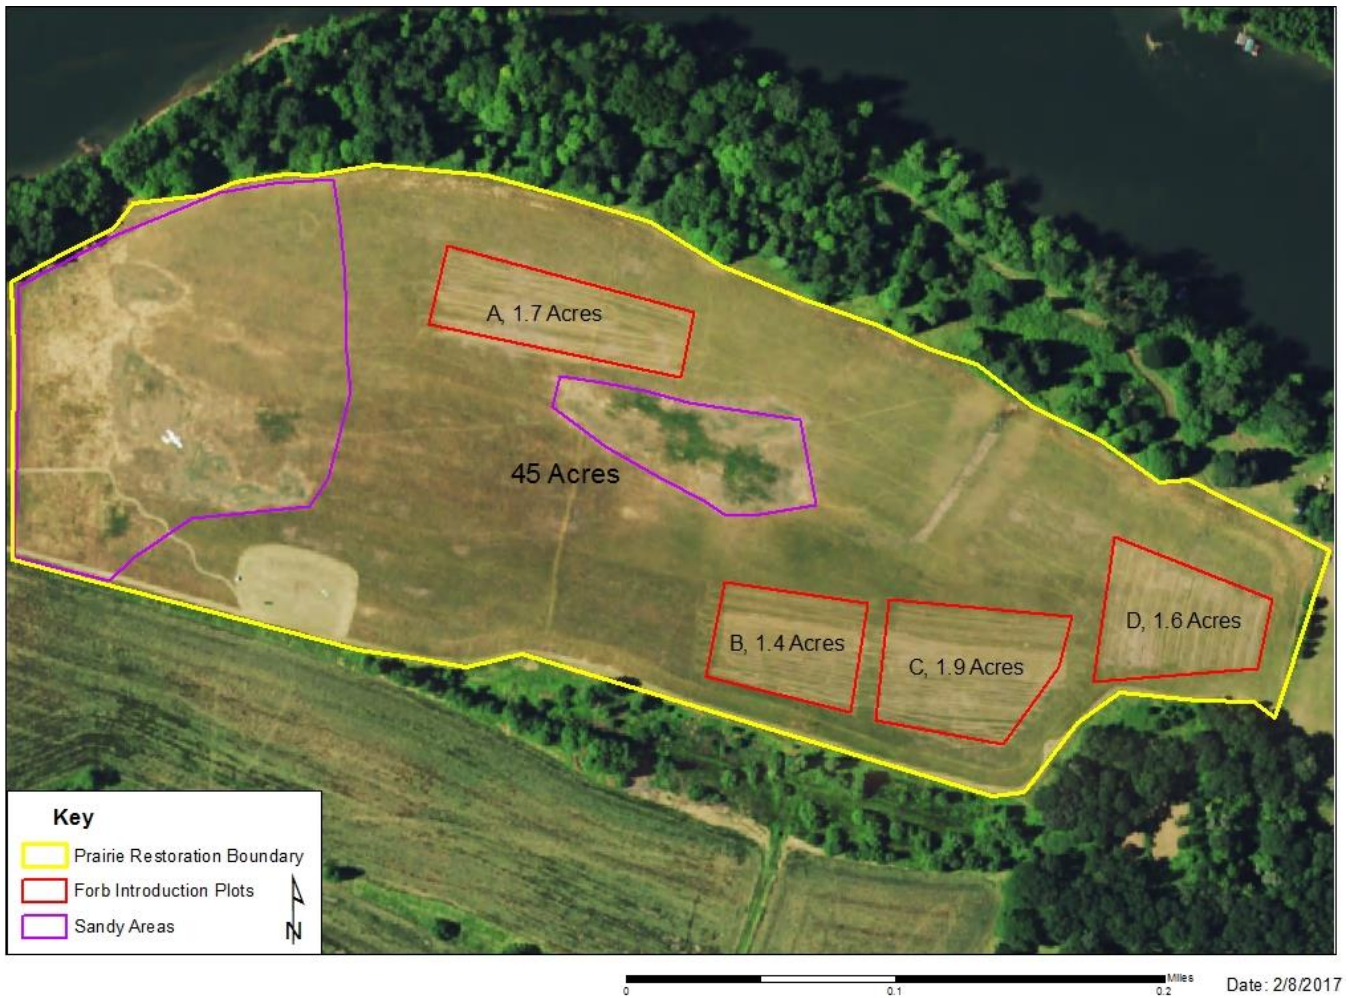 A, 1.7 Acres
45 Acres
B, 1.4 Acres
C, 1.9 Acres
D, 1.6 Acres
Key
Prairie Restoration Boundary
Forb Introduction Plots
Sandy Areas
N
Miles
0 0.1 0.2
Date: 2/8/2017